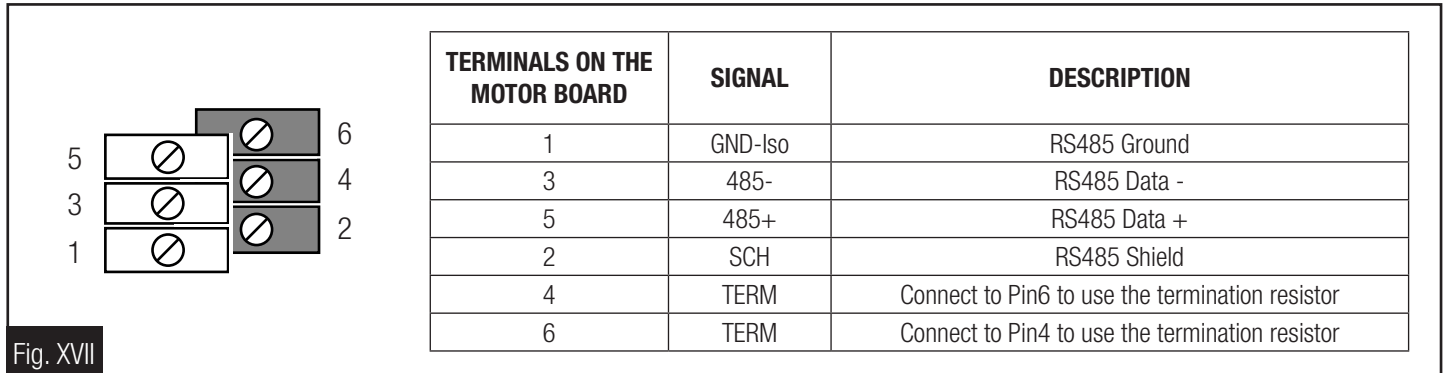 5
3
1
6
4
2
TERMINALS ON THE
MOTOR BOARD
SIGNAL
DESCRIPTION
1 GND-Iso RS485 Ground
3 485- RS485 Data -
5 485+ RS485 Data +
2 SCH RS485 Shield
4 TERM Connect to Pin6 to use the termination resistor
6 TERM Connect to Pin4 to use the termination resistor
Fig. XVII